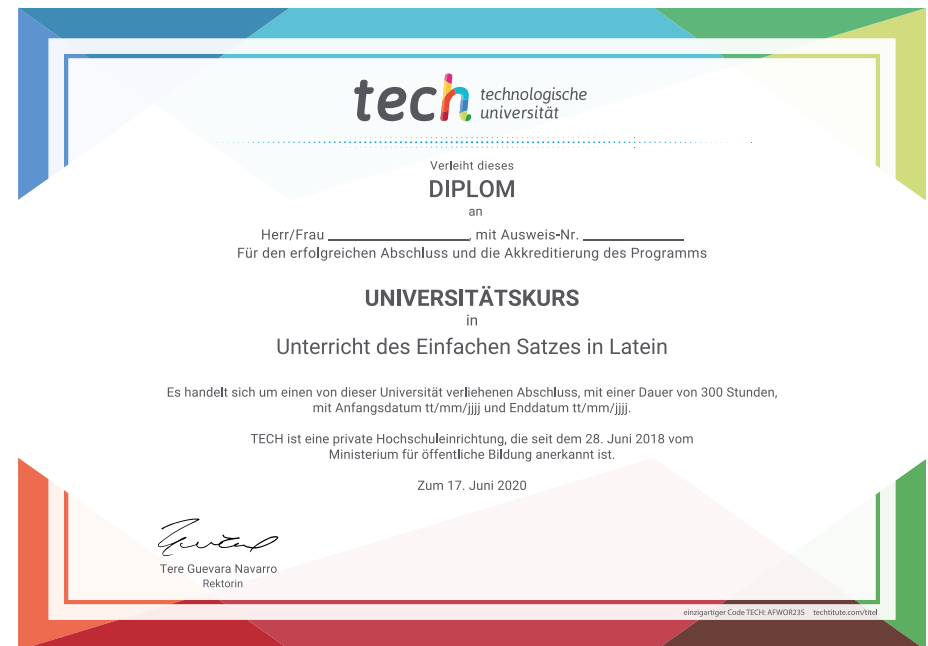 tech technologische
universität
Verleiht dieses
DIPLOM
an
Herr/Frau __________________, mit Ausweis-Nr. _____________
Für den erfolgreichen Abschluss und die Akkreditierung des Programms
UNIVERSITÄTSKURS
in
Unterricht des Einfachen Satzes in Latein
Es handelt sich um einen von dieser Universität verliehenen Abschluss, mit einer Dauer von 300 Stunden,
mit Anfangsdatum tt/mm/jjjj und Enddatum tt/mm/jjjj.
TECH ist eine private Hochschuleinrichtung, die seit dem 28. Juni 2018 vom
Ministerium für öffentliche Bildung anerkannt ist.
Zum 17. Juni 2020
Tere Guevara Navarro
Rektorin
einzigartiger Code TECH: AFWOR23S techtitute.com/titel